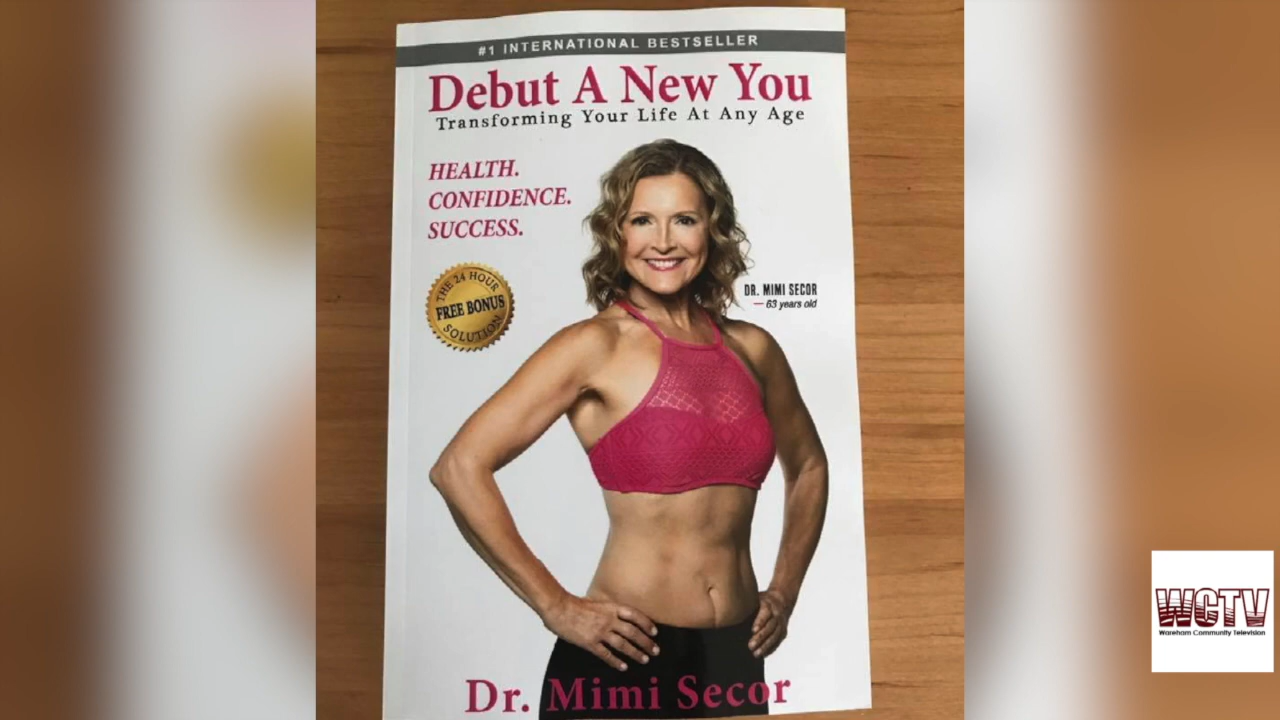 #1 INTERNATIONAL BESTSELLER
Debut A New You
Transforming Your Life At Any Age
HEALTH.
CONFIDENCE.
SUCCESS.
THE 24 HOUR
FREE BONUS
SOLUTION
DR. MIMI SECOR
— 63 years old
Dr. Mimi Secor
WCTV
Wareham Community Television